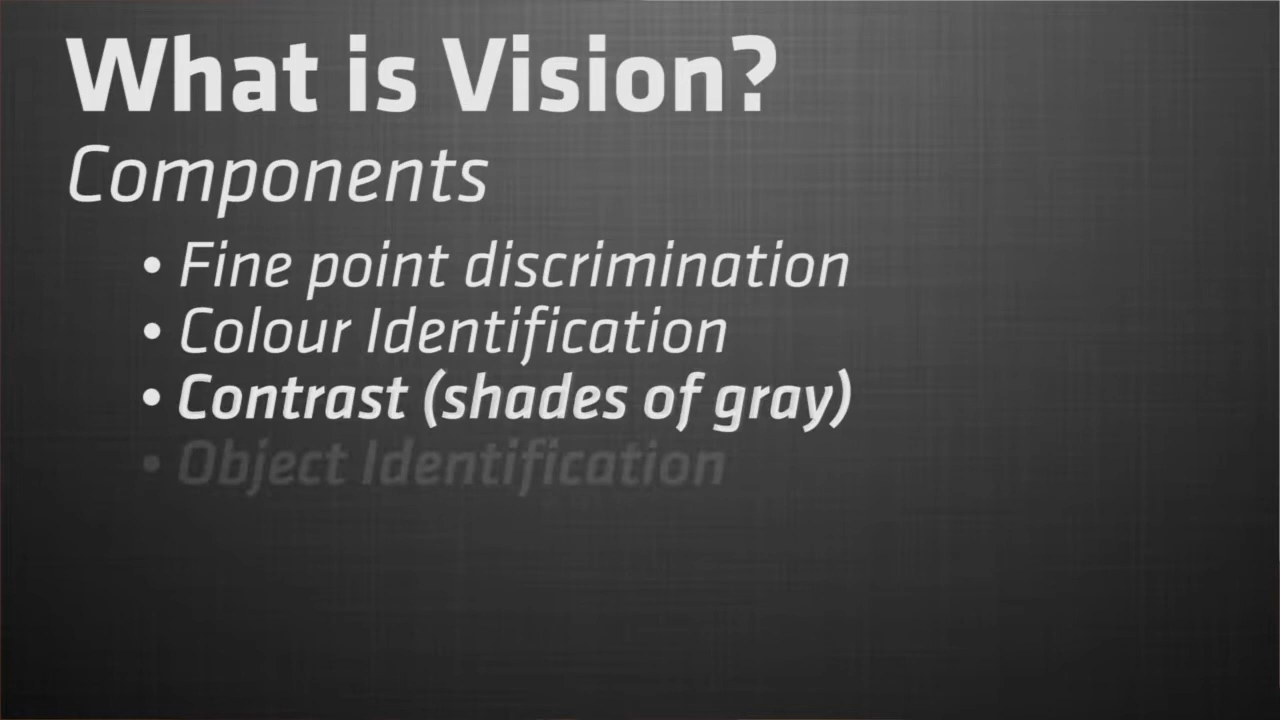 What is Vision?
Components
• Fine point discrimination
• Colour Identification
• Contrast (shades of gray)
• Object Identification